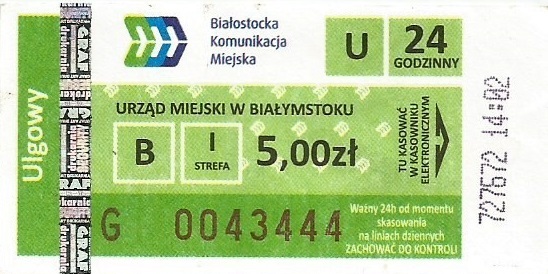 Białostocka
Komunikacja
Miejska
U
24
GODZINNY
Ulgowy
URZĄD MIEJSKI W BIAŁYMSTOKU
B
I
STREFA
5,00zł
TU KASOWAĆ
W KASOWNIKU
ELEKTRONICZNYM
G 0043444
Ważny 24h od momentu
skasowania
na liniach dziennych
ZACHOWAĆ DO KONTROLI
727672 14:02